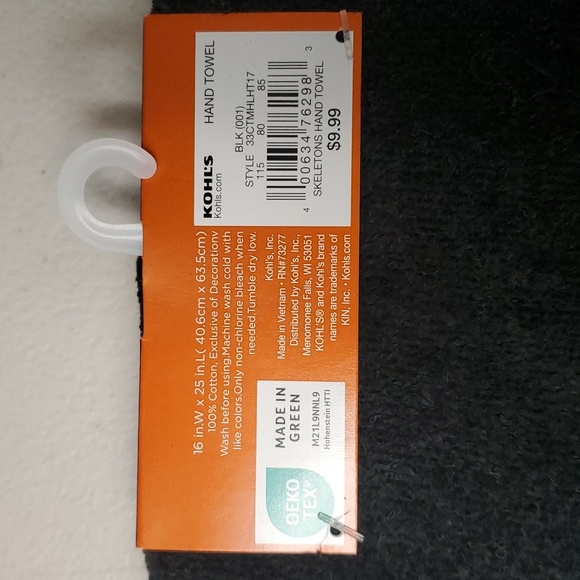 KOHL'S HAND TOWEL
Kohls.com
BLK (001)
STYLE 33CTMHLHT17
115 80 85
4 00634 76298 3
SKELETONS HAND TOWEL
$9.99
16 in.W x 25 in.L( 40.6cm x 63.5cm)
100% Cotton, Exclusive of Decorationv
Wash before using.Machine wash cold with
like colors.Only non-chlorine bleach when
needed.Tumble dry low.
Kohl's, Inc.
Made in Vietnam • RN#73277
Distributed by Kohl's, Inc.,
Menomonee Falls, WI 53051
KOHL'S® and Kohl's brand
names are trademarks of
KIN, Inc. • Kohls.com
OEKO
TEX®
MADE IN
GREEN
M21L9NNL9
Hohenstein HTTI